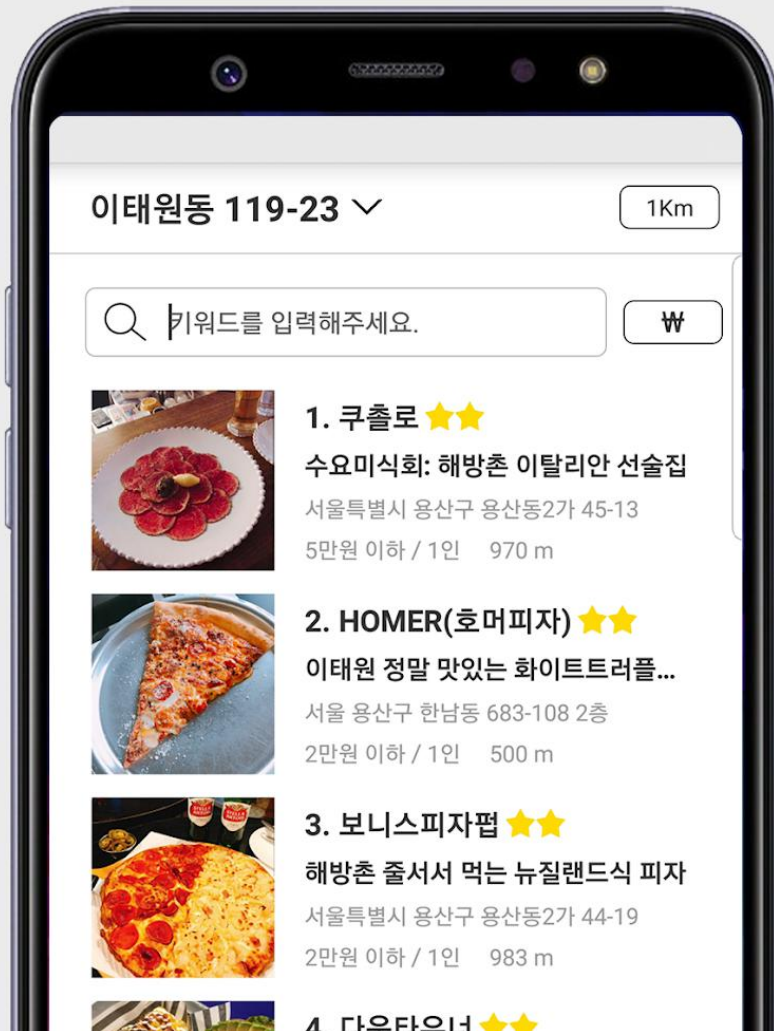 이태원동 119-23
1Km
키워드를 입력해주세요.
₩
1. 쿠촐로
수요미식회: 해방촌 이탈리안 선술집
서울특별시 용산구 용산동2가 45-13
5만원 이하 / 1인 970 m
2. HOMER(호머피자)
이태원 정말 맛있는 화이트트러플...
서울 용산구 한남동 683-108 2층
2만원 이하 / 1인 500 m
3. 보니스피자펍
해방촌 줄서서 먹는 뉴질랜드식 피자
서울특별시 용산구 용산동2가 44-19
2만원 이하 / 1인 983 m
4. 다운타우너